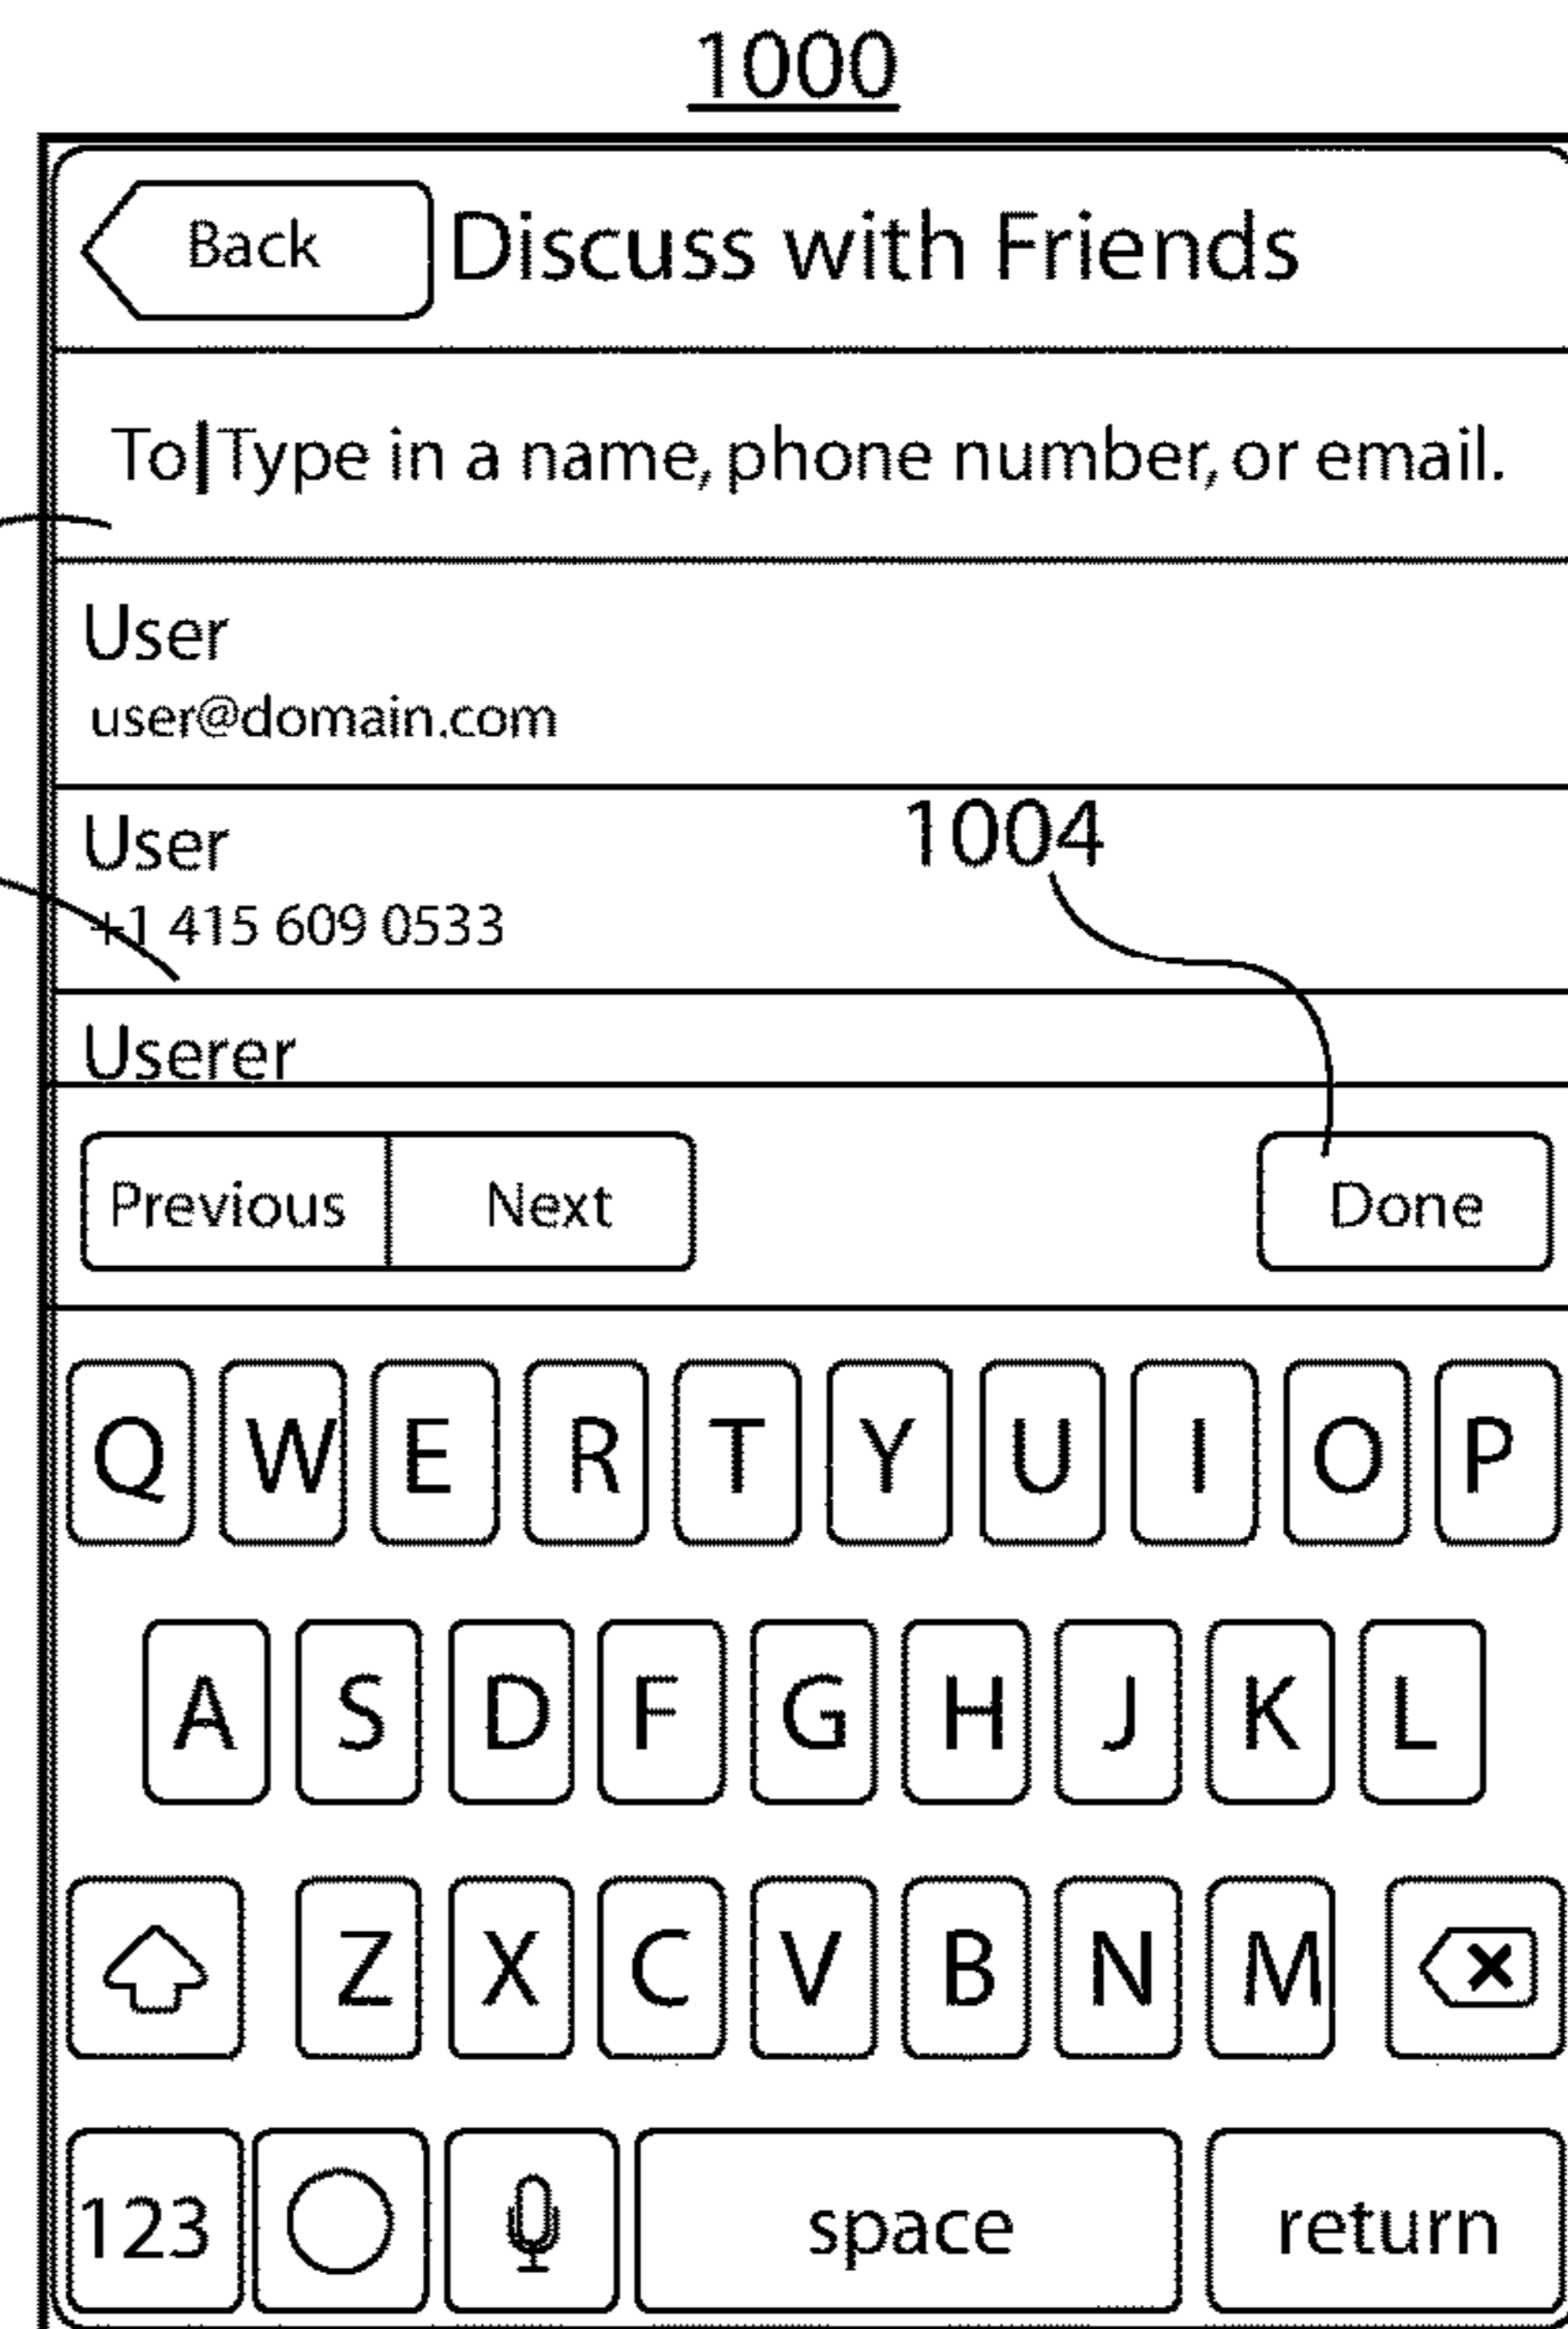 1000
Back Discuss with Friends
To Type in a name, phone number, or email.
User
user@domain.com
User
1004
+1 415 609 0533
Userer
Previous Next Done
Q W E R T Y U I O P
A S D F G H J K L
Z X C V B N M
123 space return